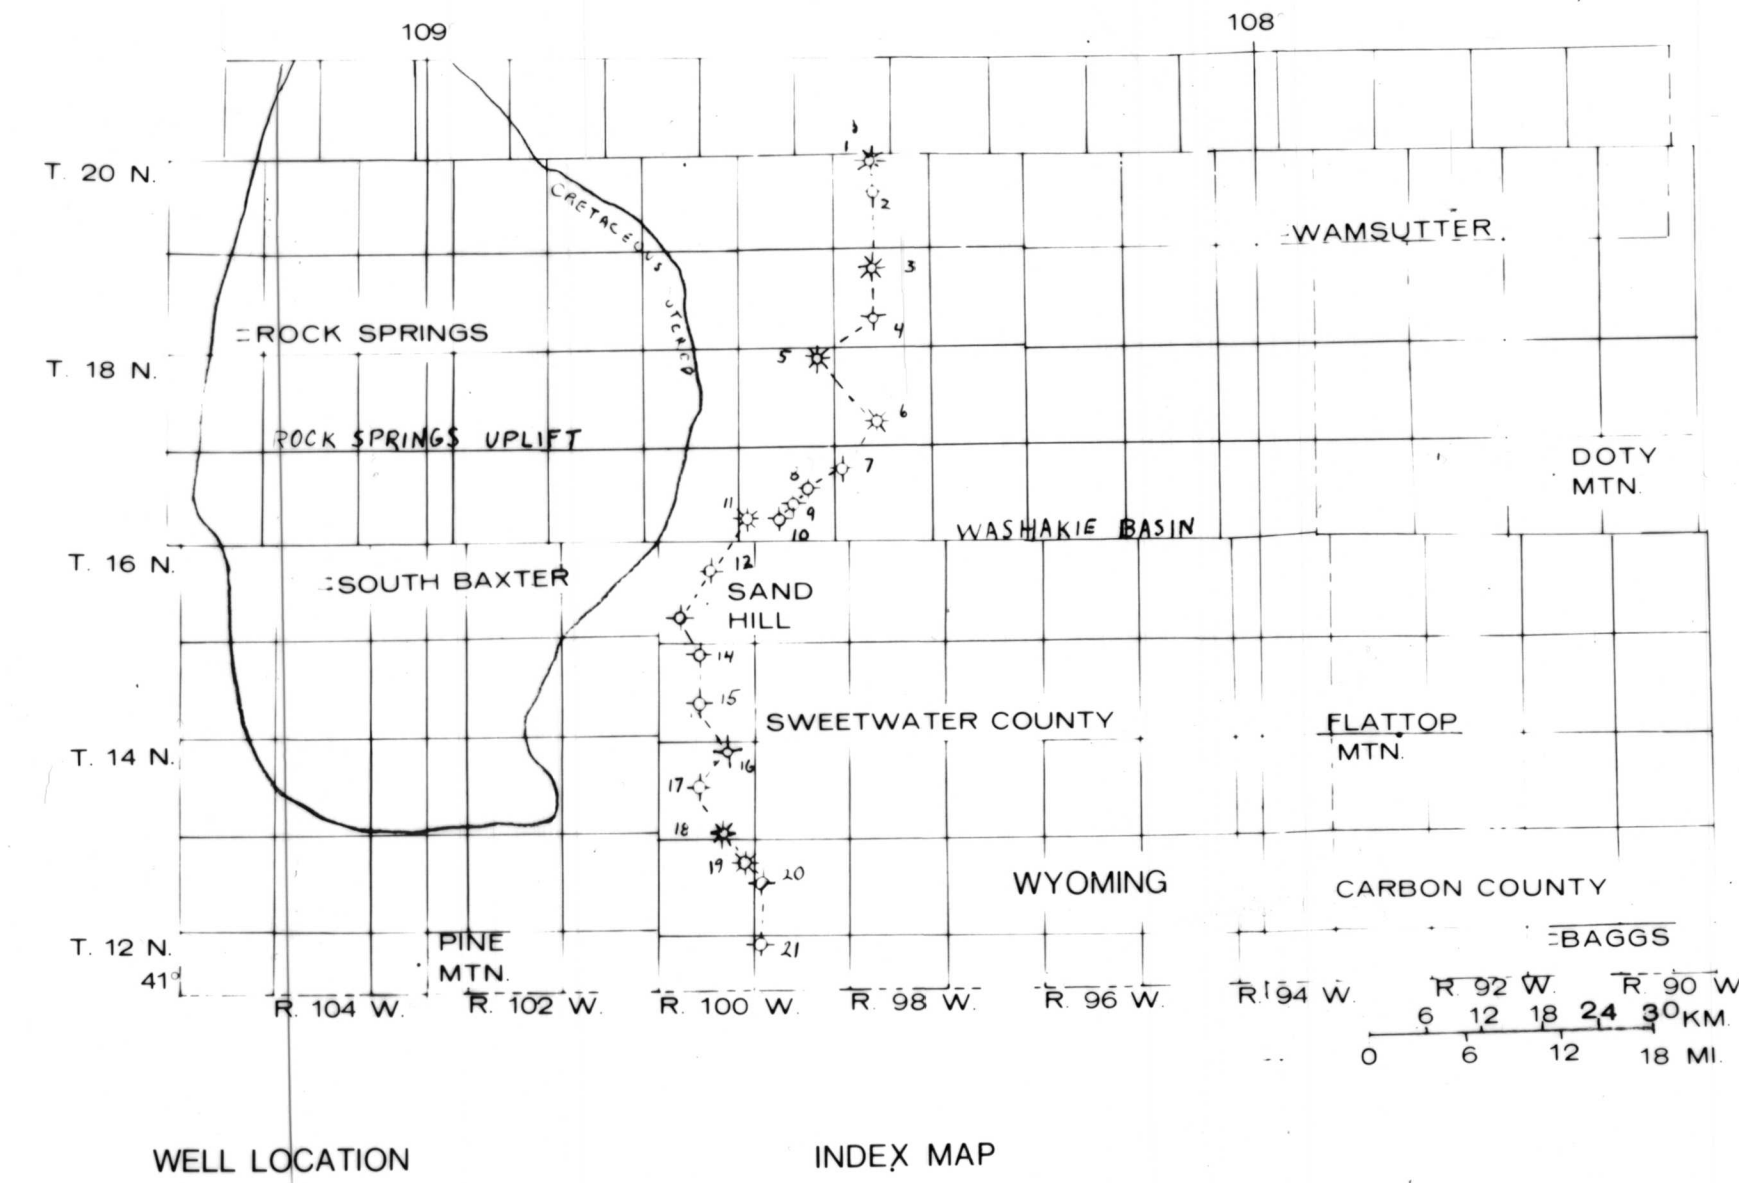 109
108
T. 20 N.
1
2
WAMSUTTER
CRETACEOUS
3
ROCK SPRINGS
4
5
T. 18 N.
6
ROCK SPRINGS UPLIFT
7
DOTY
MTN.
8
11
9
10
WASHAKIE BASIN
T. 16 N.
12
SOUTH BAXTER
SAND
HILL
14
15
SWEETWATER COUNTY
FLATTOP
MTN.
T. 14 N.
16
17
18
19
20
WYOMING
CARBON COUNTY
T. 12 N.
PINE
MTN.
21
BAGGS
41°
R. 104 W.
R. 102 W.
R. 100 W.
R. 98 W.
R. 96 W.
R. 94 W.
R. 92 W.
R. 90 W
6 12 18 24 30 KM.
0 6 12 18 MI.
WELL LOCATION
INDEX MAP